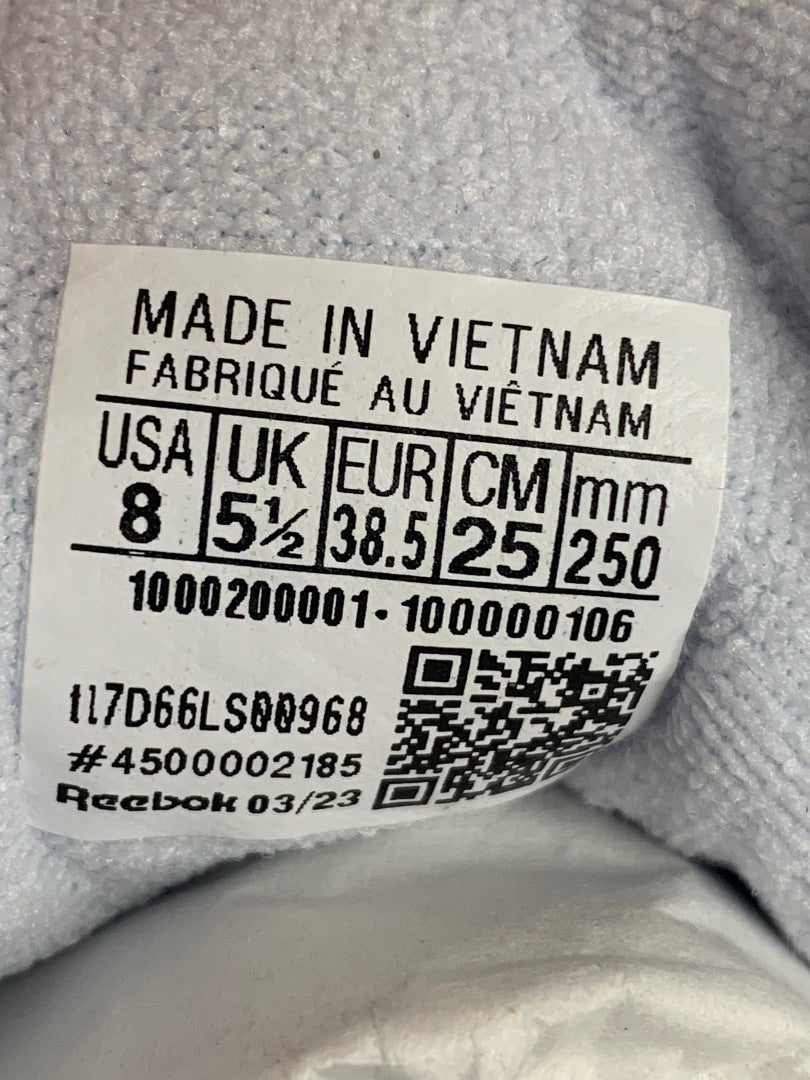 MADE IN VIETNAM
FABRIQUÉ AU VIÊTNAM
USA UK EUR CM mm
8 5½ 38.5 25 250
1000200001-100000106
#4500002185
Reebok 03/23